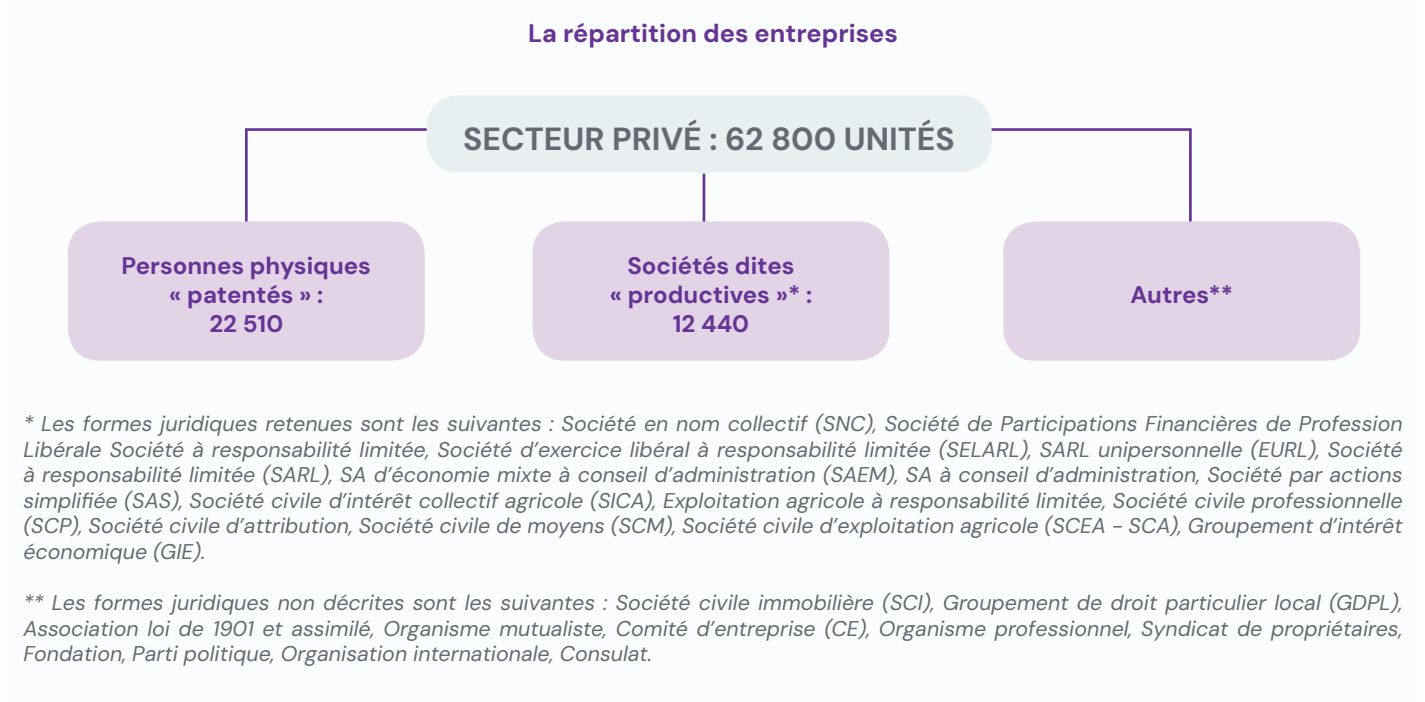 La répartition des entreprises
SECTEUR PRIVÉ : 62 800 UNITÉS
Personnes physiques
« patentés » :
22 510
Sociétés dites
« productives »* :
12 440
Autres**
* Les formes juridiques retenues sont les suivantes : Société en nom collectif (SNC), Société de Participations Financières de Profession
Libérale Société à responsabilité limitée, Société d’exercice libéral à responsabilité limitée (SELARL), SARL unipersonnelle (EURL), Société
à responsabilité limitée (SARL), SA d’économie mixte à conseil d’administration (SAEM), SA à conseil d’administration, Société par actions
simplifiée (SAS), Société civile d’intérêt collectif agricole (SICA), Exploitation agricole à responsabilité limitée, Société civile professionnelle
(SCP), Société civile d’attribution, Société civile de moyens (SCM), Société civile d’exploitation agricole (SCEA - SCA), Groupement d’intérêt
économique (GIE).
** Les formes juridiques non décrites sont les suivantes : Société civile immobilière (SCI), Groupement de droit particulier local (GDPL),
Association loi de 1901 et assimilé, Organisme mutualiste, Comité d’entreprise (CE), Organisme professionnel, Syndicat de propriétaires,
Fondation, Parti politique, Organisation internationale, Consulat.